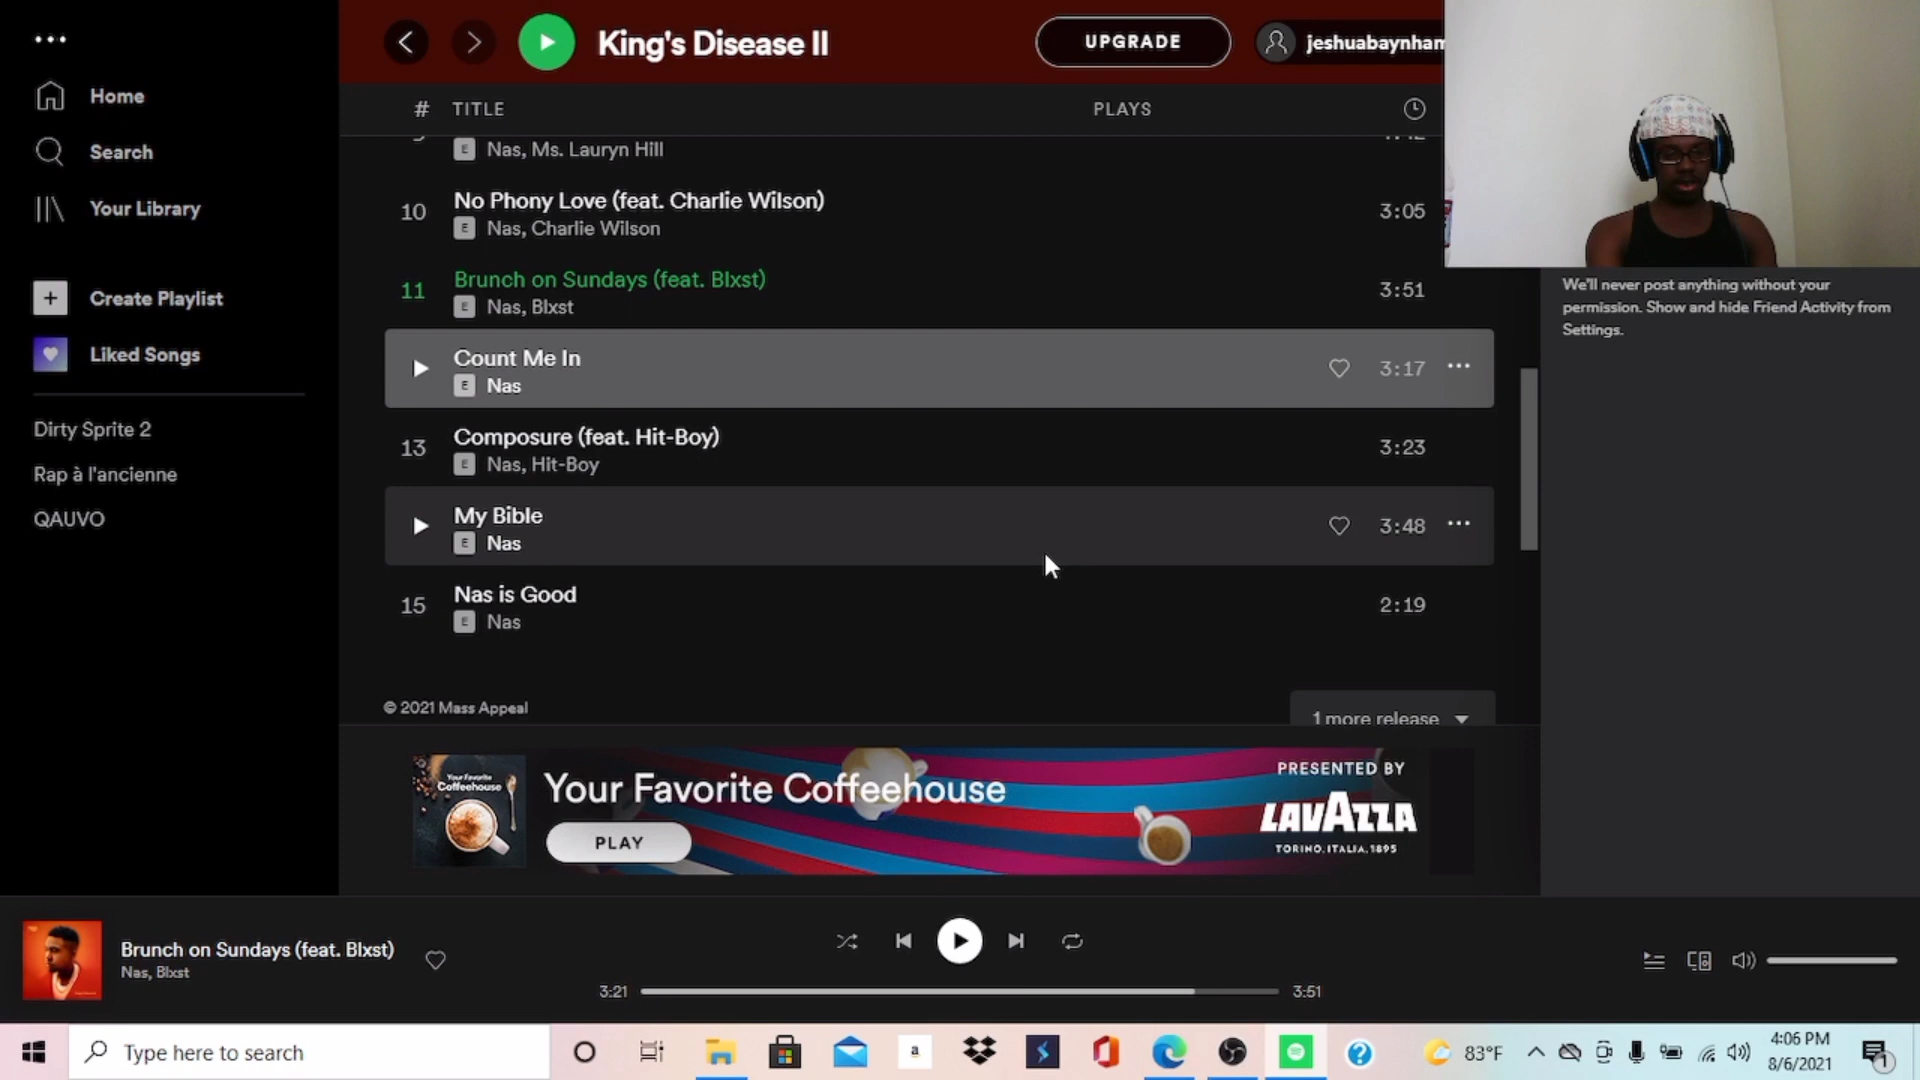 Home
Search
Your Library
Create Playlist
Liked Songs
Dirty Sprite 2
Rap à l'ancienne
QAUVO
King's Disease II
UPGRADE
jeshuabaynham
# TITLE PLAYS
E Nas, Ms. Lauryn Hill
10 No Phony Love (feat. Charlie Wilson) 3:05
E Nas, Charlie Wilson
11 Brunch on Sundays (feat. Blxst) 3:51
E Nas, Blxst
Count Me In 3:17
E Nas
13 Composure (feat. Hit-Boy) 3:23
E Nas, Hit-Boy
My Bible 3:48
E Nas
15 Nas is Good 2:19
E Nas
© 2021 Mass Appeal
1 more release
We'll never post anything without your
permission. Show and hide Friend Activity from
Settings.
Your Favorite
Coffeehouse
Your Favorite Coffeehouse
PLAY
PRESENTED BY
LAVAZZA
TORINO, ITALIA, 1895
Brunch on Sundays (feat. Blxst)
Nas, Blxst
3:21 3:51
Type here to search
a
83°F
4:06 PM
8/6/2021
1